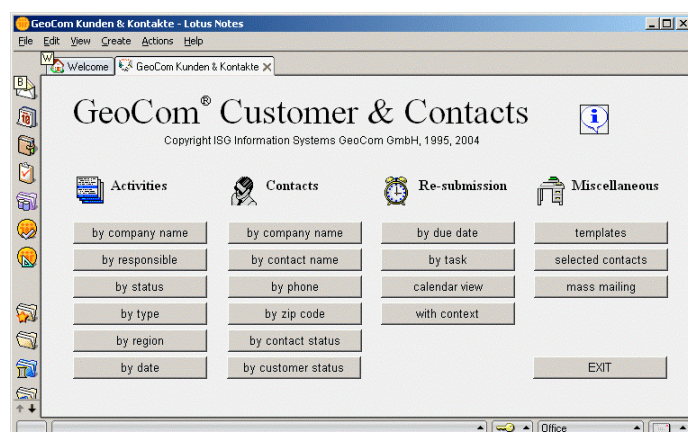 GeoCom Kunden & Kontakte - Lotus Notes
File Edit View Create Actions Help
W
Welcome GeoCom Kunden & Kontakte
B
18
GeoCom® Customer & Contacts
Copyright ISG Information Systems GeoCom GmbH, 1995, 2004
Activities Contacts Re-submission Miscellaneous
by company name by company name by due date templates
by responsible by contact name by task selected contacts
by status by phone calendar view mass mailing
by type by zip code with context
by region by contact status
by date by customer status EXIT
Office